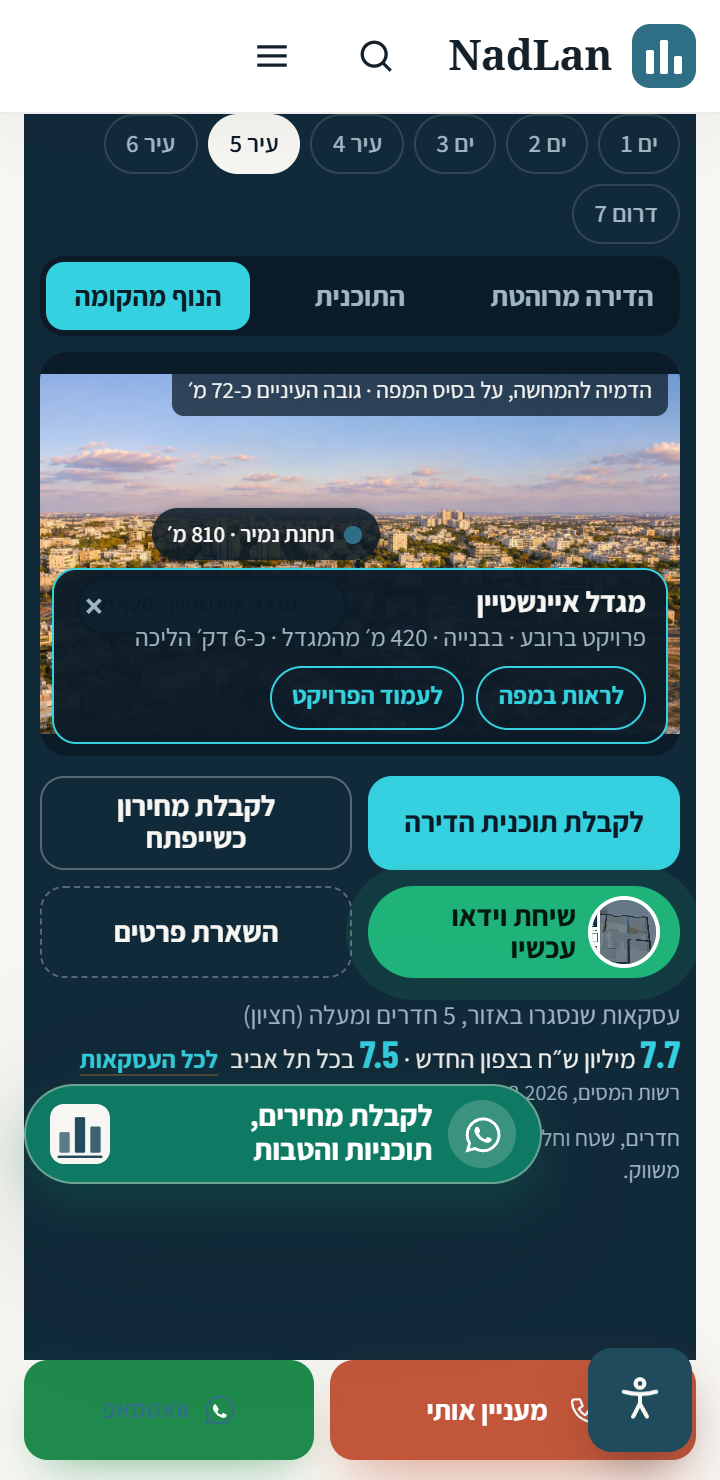 NadLan
ים 1
ים 2
ים 3
עיר 4
עיר 5
עיר 6
דרום 7
הדירה מרוהטת
התוכנית
הנוף מהקומה
הדמיה להמחשה, על בסיס המפה · גובה העיניים כ-72 מ׳
תחנת נמיר · 810 מ׳
מגדל איינשטיין
×
פרויקט ברובע · בבנייה · 420 מ׳ מהמגדל · כ-6 דק׳ הליכה
לראות במפה
לעמוד הפרויקט
לקבלת תוכנית הדירה
לקבלת מחירון
כשייפתח
שיחת וידאו
עכשיו
השארת פרטים
עסקאות שנסגרו באזור, 5 חדרים ומעלה (חציון)
7.7 מיליון ש״ח בצפון החדש · 7.5 בכל תל אביב לכל העסקאות
רשות המסים, 2026
לקבלת מחירים,
תוכניות והטבות
חדרים, שטח
משווק.
מעניין אותי
וואטסאפ